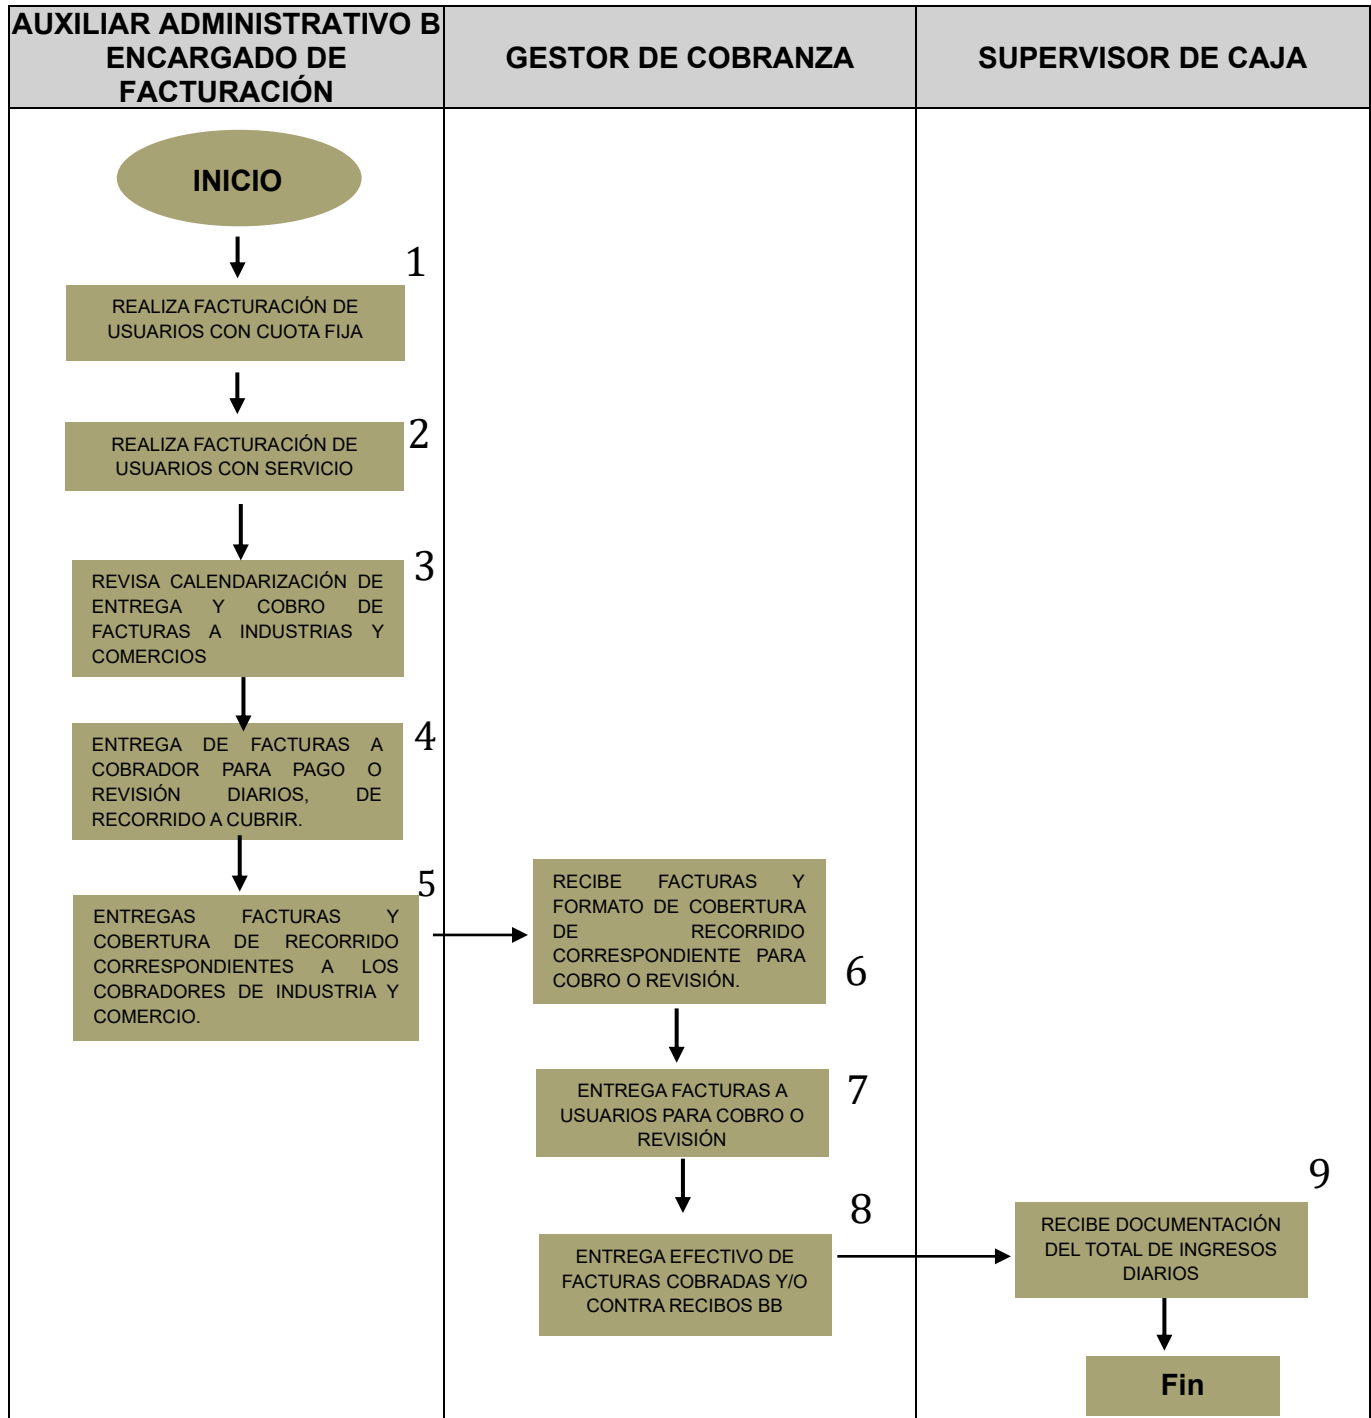 AUXILIAR ADMINISTRATIVO B
ENCARGADO DE
FACTURACIÓN
GESTOR DE COBRANZA
SUPERVISOR DE CAJA
INICIO
1
REALIZA FACTURACIÓN DE
USUARIOS CON CUOTA FIJA
2
REALIZA FACTURACIÓN DE
USUARIOS CON SERVICIO
3
REVISA CALENDARIZACIÓN DE
ENTREGA Y COBRO DE
FACTURAS A INDUSTRIAS Y
COMERCIOS
4
ENTREGA DE FACTURAS A
COBRADOR PARA PAGO O
REVISIÓN DIARIOS, DE
RECORRIDO A CUBRIR.
5
ENTREGAS FACTURAS Y
COBERTURA DE RECORRIDO
CORRESPONDIENTES A LOS
COBRADORES DE INDUSTRIA Y
COMERCIO.
RECIBE FACTURAS Y
FORMATO DE COBERTURA
DE RECORRIDO
CORRESPONDIENTE PARA
COBRO O REVISIÓN.
6
7
ENTREGA FACTURAS A
USUARIOS PARA COBRO O
REVISIÓN
8
ENTREGA EFECTIVO DE
FACTURAS COBRADAS Y/O
CONTRA RECIBOS BB
9
RECIBE DOCUMENTACIÓN
DEL TOTAL DE INGRESOS
DIARIOS
Fin